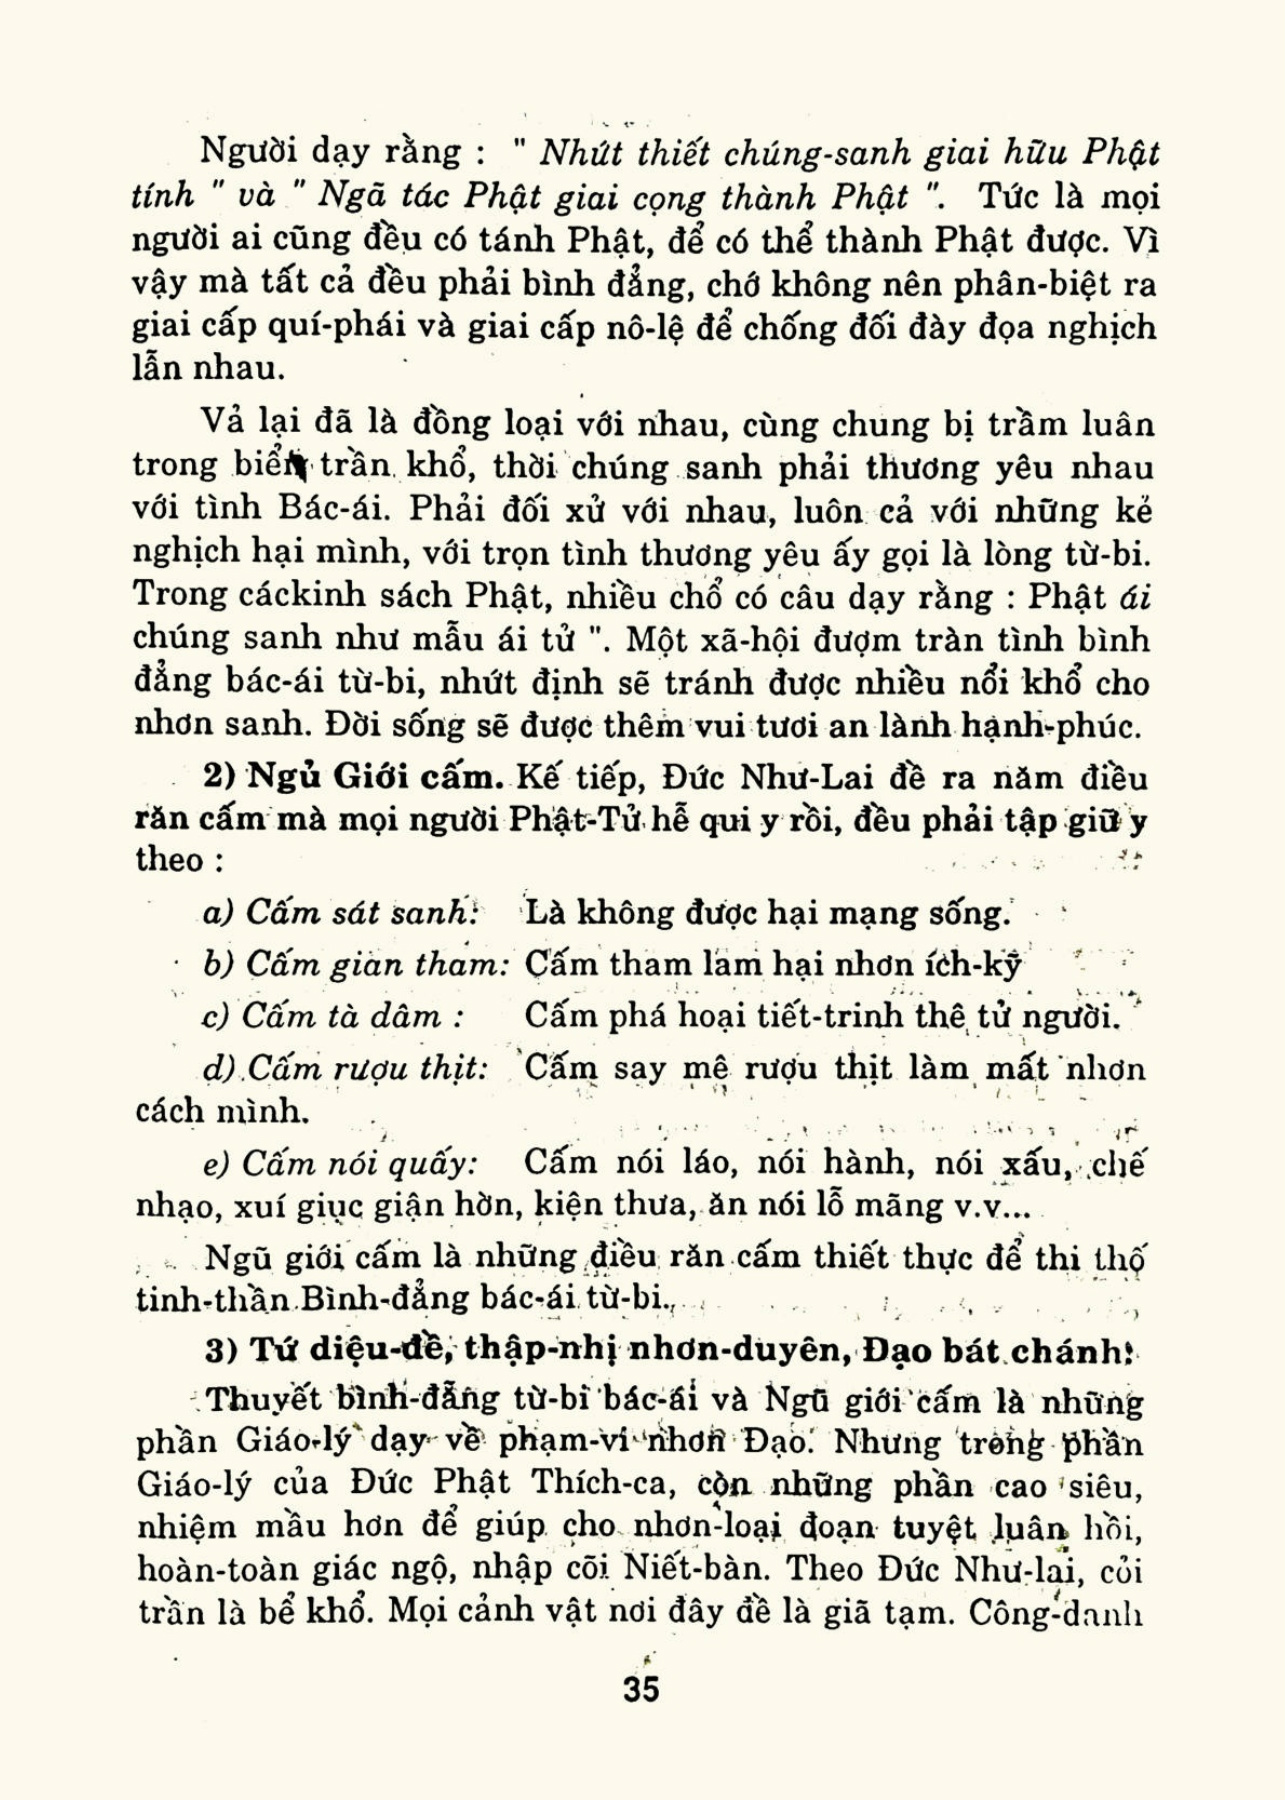 Người dạy rằng : " Nhứt thiết chúng-sanh giai hữu Phật
tính " và " Ngã tác Phật giai cọng thành Phật ". Tức là mọi
người ai cũng đều có tánh Phật, để có thể thành Phật được. Vì
vậy mà tất cả đều phải bình đẳng, chớ không nên phân-biệt ra
giai cấp quí-phái và giai cấp nô-lệ để chống đối đày đọa nghịch
lẫn nhau.
Vả lại đã là đồng loại với nhau, cùng chung bị trầm luân
trong biển trần khổ, thời chúng sanh phải thương yêu nhau
với tình Bác-ái. Phải đối xử với nhau, luôn cả với những kẻ
nghịch hại mình, với trọn tình thương yêu ấy gọi là lòng từ-bi.
Trong cáckinh sách Phật, nhiều chổ có câu dạy rằng : Phật ái
chúng sanh như mẫu ái tử ". Một xã-hội đượm tràn tình bình
đẳng bác-ái từ-bi, nhứt định sẽ tránh được nhiều nổi khổ cho
nhơn sanh. Đời sống sẽ được thêm vui tươi an lành hạnh-phúc.
2) Ngủ Giới cấm. Kế tiếp, Đức Như-Lai đề ra năm điều
răn cấm mà mọi người Phật-Tử hễ qui y rồi, đều phải tập giữ y
theo :
a) Cấm sát sanh: Là không được hại mạng sống.
b) Cấm gian tham: Cấm tham lam hại nhơn ích-kỹ
c) Cấm tà dâm : Cấm phá hoại tiết-trinh thê tử người.
d) Cấm rượu thịt: Cấm say mê rượu thịt làm mất nhơn
cách mình.
e) Cấm nói quấy: Cấm nói láo, nói hành, nói xấu, chế
nhạo, xuí giục giận hờn, kiện thưa, ăn nói lỗ mãng v.v...
Ngũ giới cấm là những điều răn cấm thiết thực để thi thố
tinh-thần Bình-đẳng bác-ái từ-bi.
3) Tứ diệu-đề, thập-nhị nhơn-duyên, Đạo bát chánh:
Thuyết bình-đẳng từ-bi bác-ái và Ngũ giới cấm là những
phần Giáo-lý dạy về phạm-vi nhơn Đạo. Nhưng trong phần
Giáo-lý của Đức Phật Thích-ca, còn những phần cao siêu,
nhiệm mầu hơn để giúp cho nhơn-loại đoạn tuyệt luân hồi,
hoàn-toàn giác ngộ, nhập cõi Niết-bàn. Theo Đức Như-lai, cỏi
trần là bể khổ. Mọi cảnh vật nơi đây đề là giã tạm. Công-danh
35